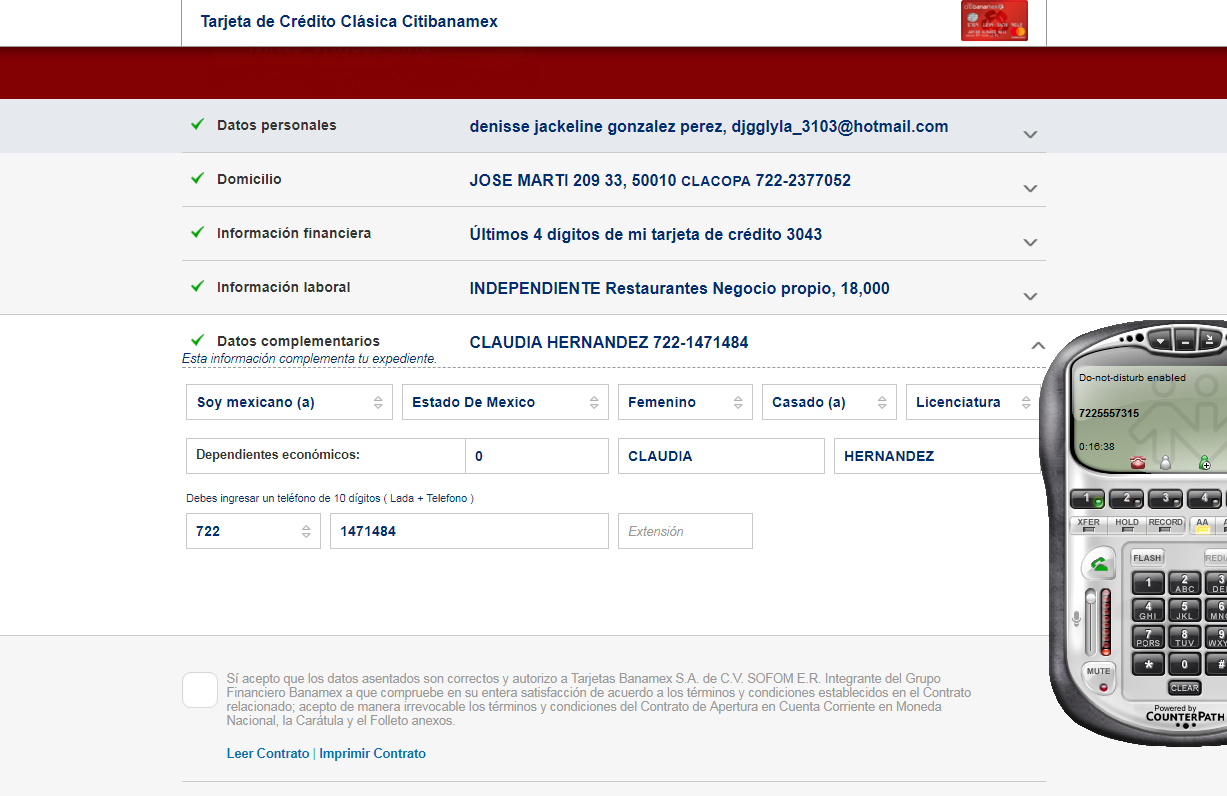 Tarjeta de Crédito Clásica Citibanamex
Datos personales denisse jackeline gonzalez perez, djgglyla_3103@hotmail.com
Domicilio JOSE MARTI 209 33, 50010 CLACOPA 722-2377052
Información financiera Últimos 4 dígitos de mi tarjeta de crédito 3043
Información laboral INDEPENDIENTE Restaurantes Negocio propio, 18,000
Datos complementarios CLAUDIA HERNANDEZ 722-1471484
Esta información complementa tu expediente.
Soy mexicano (a) Estado De Mexico Femenino Casado (a) Licenciatura
Dependientes económicos: 0 CLAUDIA HERNANDEZ
Debes ingresar un teléfono de 10 dígitos ( Lada + Telefono )
722 1471484 Extensión
Sí acepto que los datos asentados son correctos y autorizo a Tarjetas Banamex S.A. de C.V. SOFOM E.R. Integrante del Grupo
Financiero Banamex a que compruebe en su entera satisfacción de acuerdo a los términos y condiciones establecidos en el Contrato
relacionado; acepto de manera irrevocable los términos y condiciones del Contrato de Apertura en Cuenta Corriente en Moneda
Nacional, la Carátula y el Folleto anexos.
Leer Contrato | Imprimir Contrato
Do-not-disturb enabled
7225557315
0:16:38
1 2 3 4
XFER HOLD RECORD AA
FLASH REDI
1 2 ABC 3 DE
4 GHI 5 JKL 6 MN
7 PQRS 8 TUV 9 WXY
* 0 #
MUTE
CLEAR
Powered by
COUNTERPATH